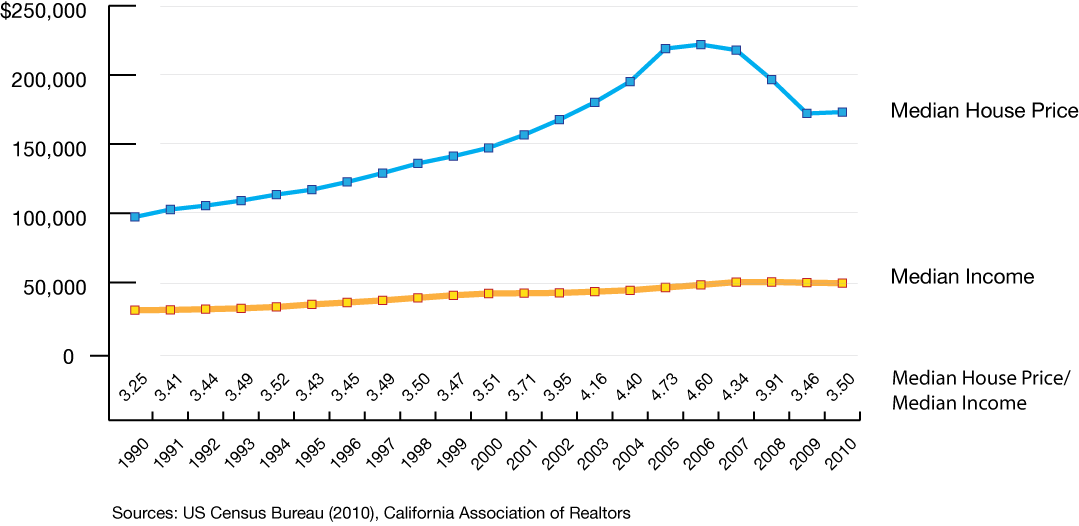 $250,000
200,000
150,000
100,000
50,000
0
Median House Price
Median Income
3.25 3.41 3.44 3.49 3.52 3.43 3.45 3.49 3.50 3.47 3.51 3.71 3.95 4.16 4.40 4.73 4.60 4.34 3.91 3.46 3.50
Median House Price/
Median Income
1990 1991 1992 1993 1994 1995 1996 1997 1998 1999 2000 2001 2002 2003 2004 2005 2006 2007 2008 2009 2010
Sources: US Census Bureau (2010), California Association of Realtors